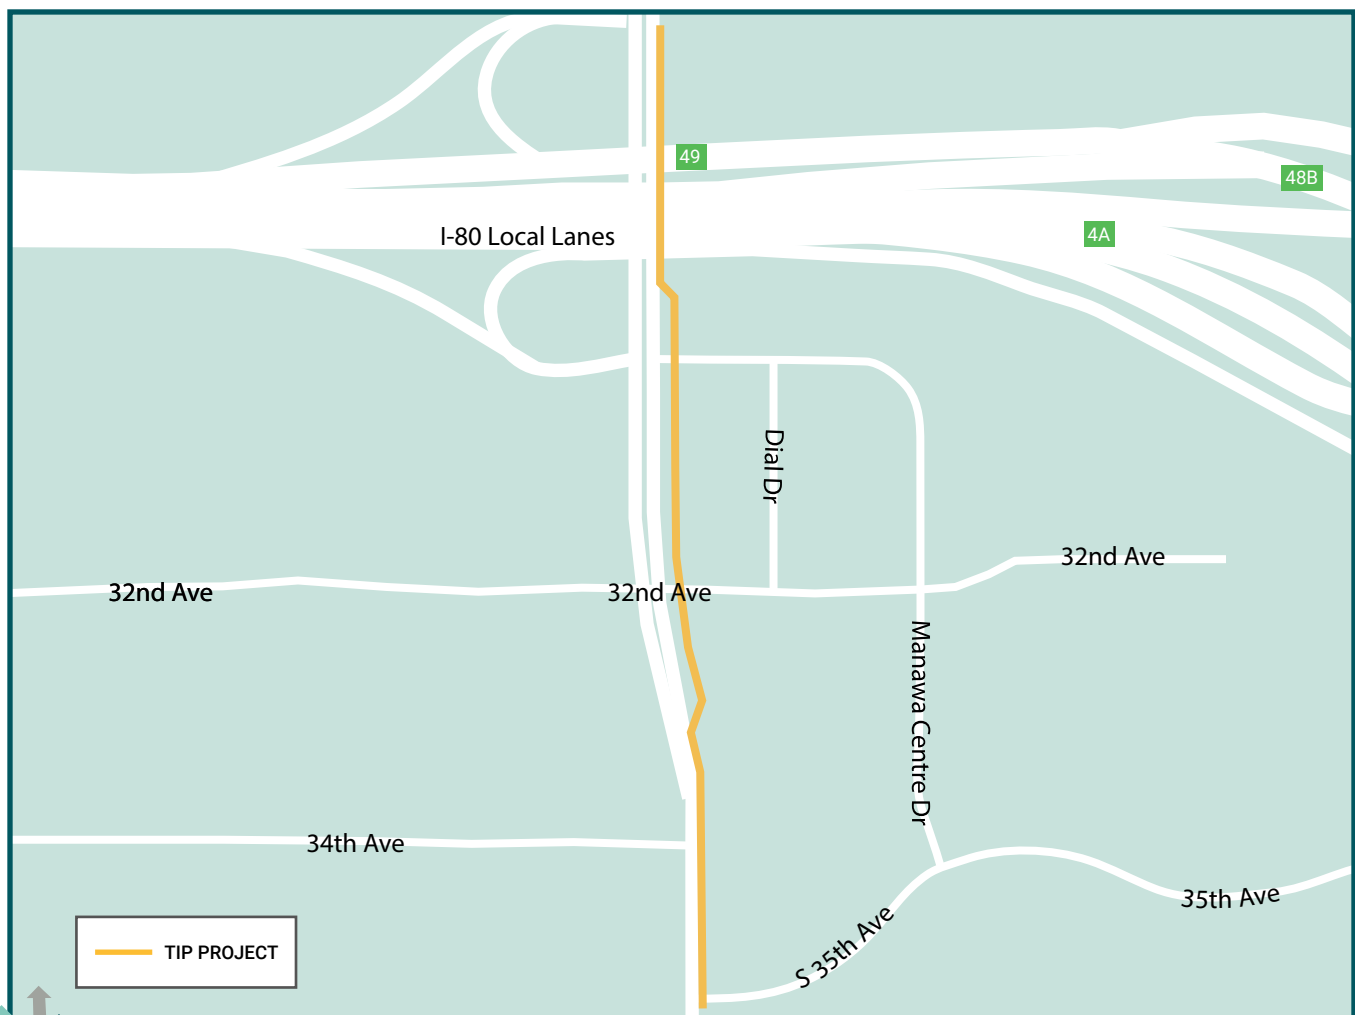 49
48B
4A
I-80 Local Lanes
Dial Dr
32nd Ave
32nd Ave
32nd Ave
Manawa Centre Dr
34th Ave
35th Ave
S 35th Ave
TIP PROJECT